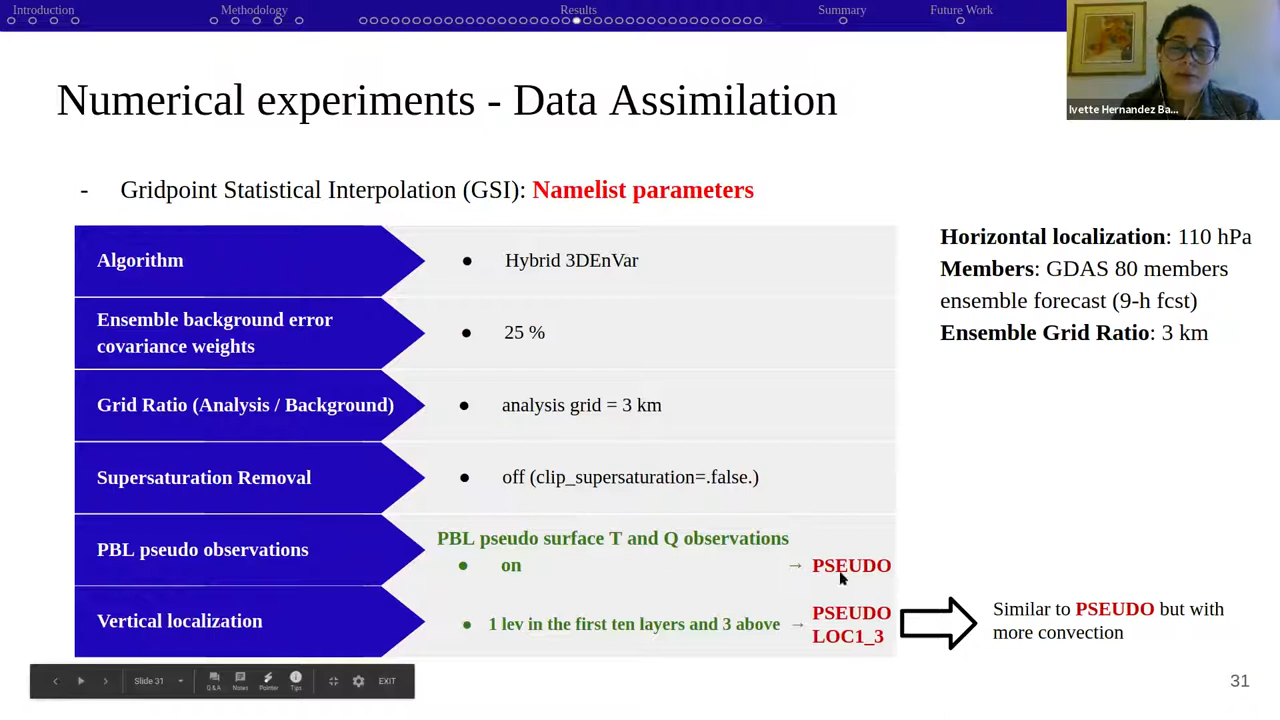 Introduction
Methodology
Results
Summary
Future Work
Ivette Hernandez Ba...
Numerical experiments - Data Assimilation
- Gridpoint Statistical Interpolation (GSI): Namelist parameters
Algorithm
● Hybrid 3DEnVar
Ensemble background error
covariance weights
● 25 %
Grid Ratio (Analysis / Background)
● analysis grid = 3 km
Supersaturation Removal
● off (clip_supersaturation=.false.)
PBL pseudo observations
PBL pseudo surface T and Q observations
● on → PSEUDO
Vertical localization
● 1 lev in the first ten layers and 3 above → PSEUDO
LOC1_3
Horizontal localization: 110 hPa
Members: GDAS 80 members
ensemble forecast (9-h fcst)
Ensemble Grid Ratio: 3 km
Similar to PSEUDO but with
more convection
Slide 31
Q&A
Notes
Pointer
Tips
EXIT
31